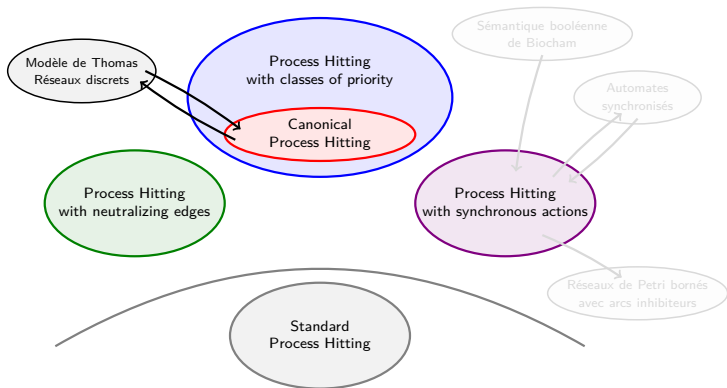 Sémantique booléenne
de Biocham
Modèle de Thomas
Réseaux discrets
Process Hitting
with classes of priority
Automates
synchronisés
Canonical
Process Hitting
Process Hitting
with neutralizing edges
Process Hitting
with synchronous actions
Réseaux de Petri bornés
avec arcs inhibiteurs
Standard
Process Hitting